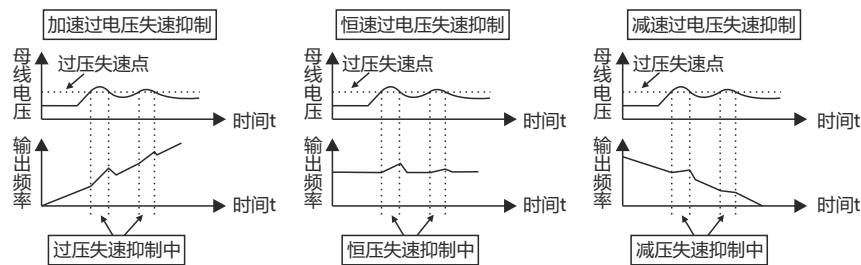 加速过电压失速抑制
母线电压
过压失速点
时间t
输出频率
时间t
过压失速抑制中
恒速过电压失速抑制
母线电压
过压失速点
时间t
输出频率
时间t
恒压失速抑制中
减速过电压失速抑制
母线电压
过压失速点
时间t
输出频率
时间t
减压失速抑制中